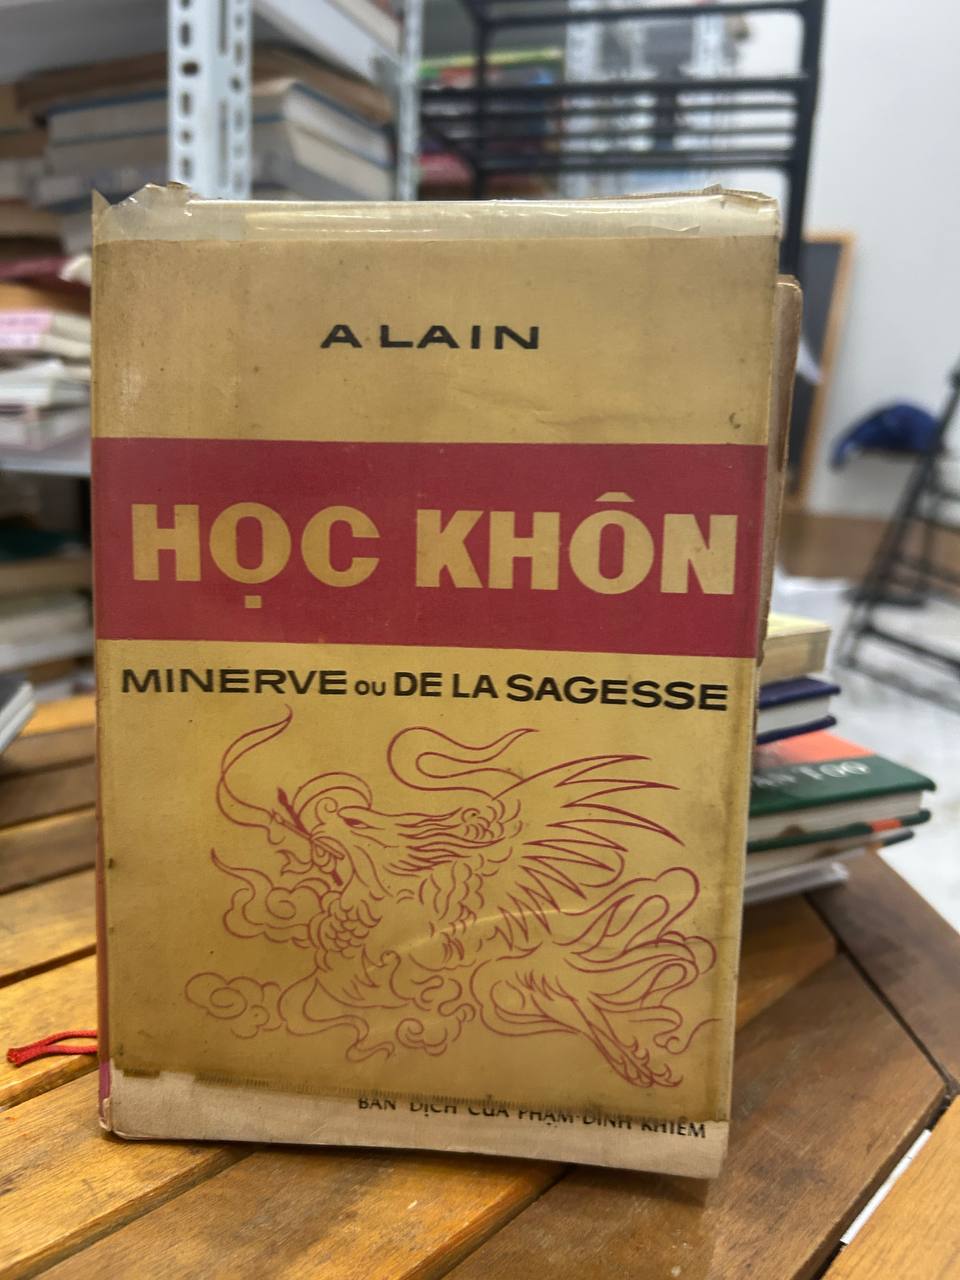 ALAIN
HỌC KHÔN
MINERVE OU DE LA SAGESSE
BẢN DỊCH CỦA PHẠM-ĐÌNH KHIÊM